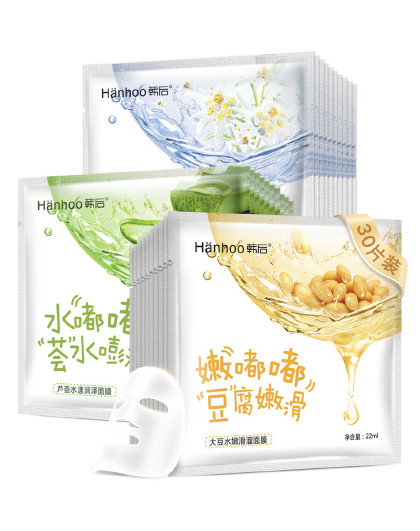 Hanhoo韩后®
Hanhoo韩后®
水嘟嘟
“荟”水嘭
芦荟水漾润泽面膜
Hanhoo韩后®
30片装
嫩嘟嘟
“豆”腐嫩滑
大豆水嫩滑溜面膜
净含量:22ml